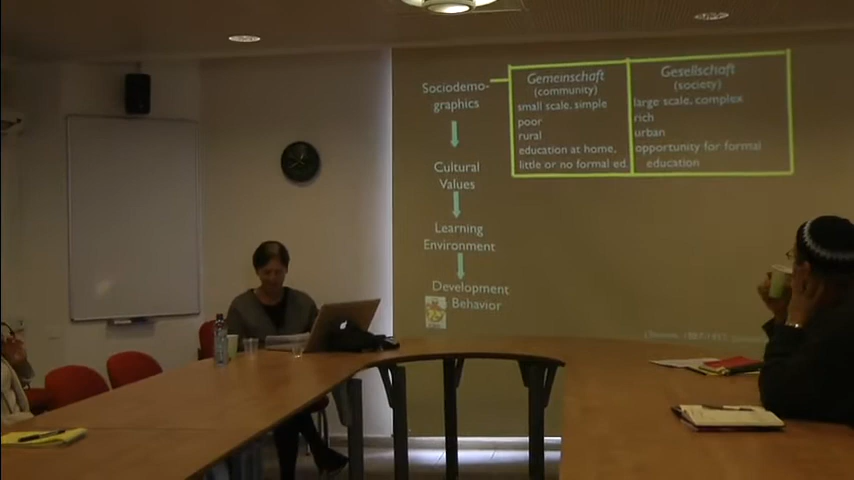 Sociodemo-
graphics
Cultural
Values
Learning
Environment
Development
Behavior
Gemeinschaft
(community)
small scale, simple
poor
rural
education at home,
little or no formal ed.
Gesellschaft
(society)
large scale, complex
rich
urban
opportunity for formal
education